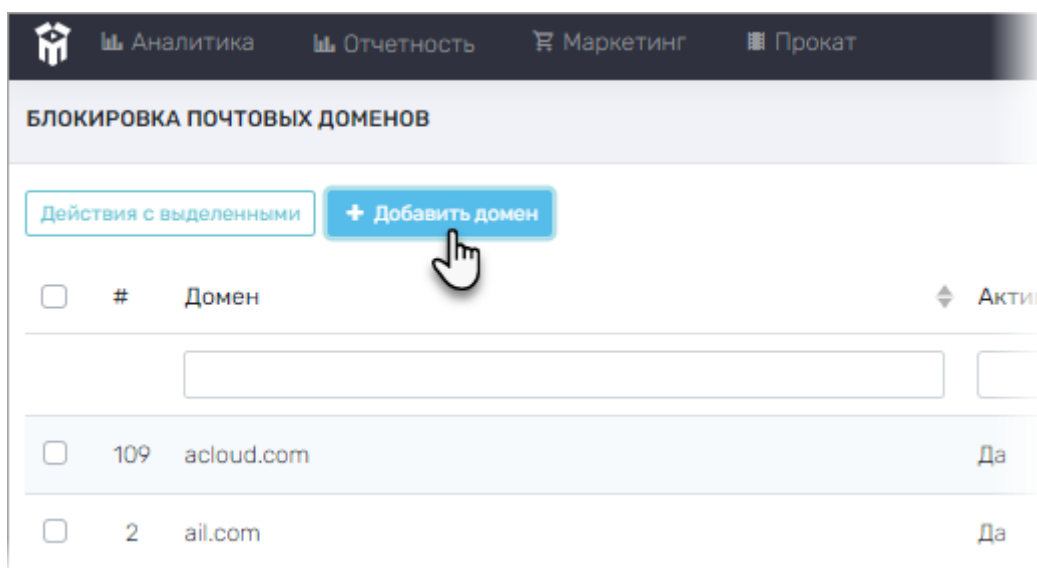 Аналитика Отчетность Маркетинг Прокат
БЛОКИРОВКА ПОЧТОВЫХ ДОМЕНОВ
Действия с выделенными + Добавить домен
# Домен
109 acloud.com Да
2 ail.com Да